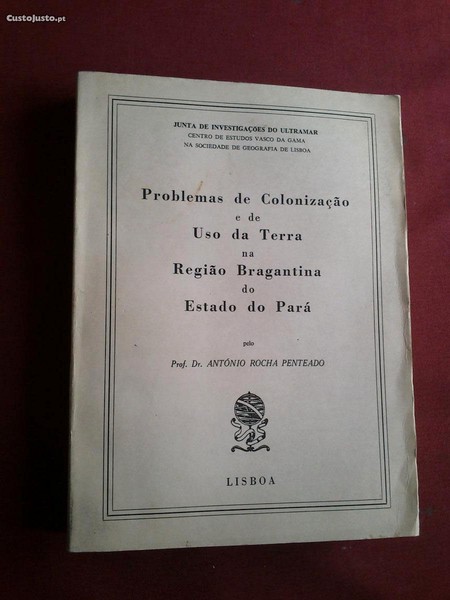 CustoJusto.pt
JUNTA DE INVESTIGAÇÕES DO ULTRAMAR
CENTRO DE ESTUDOS VASCO DA GAMA
NA SOCIEDADE DE GEOGRAFIA DE LISBOA
Problemas de Colonização
e de
Uso da Terra
na
Região Bragantina
do
Estado do Pará
pelo
Prof. Dr. ANTÓNIO ROCHA PENTEADO
LISBOA